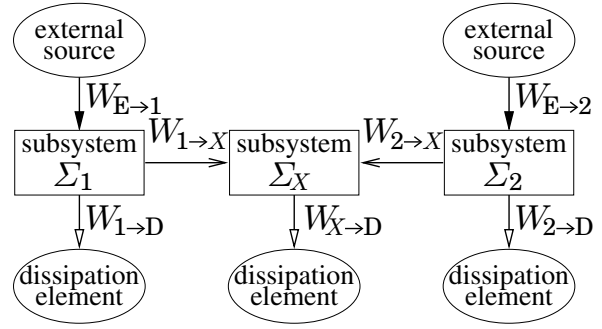 external
source
external
source
W_{E→1}
W_{E→2}
subsystem
Σ_1
W_{1→X}
subsystem
Σ_X
W_{2→X}
subsystem
Σ_2
W_{1→D}
W_{X→D}
W_{2→D}
dissipation
element
dissipation
element
dissipation
element